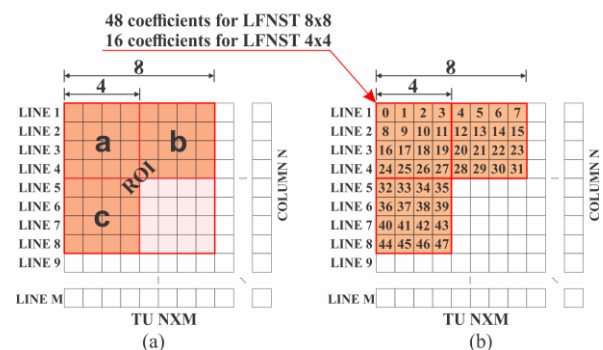 48 coefficients for LFNST 8x8
16 coefficients for LFNST 4x4
8
4
LINE 1
LINE 2
LINE 3
LINE 4
LINE 5
LINE 6
LINE 7
LINE 8
LINE 9
LINE M
a
b
ROI
c
COLUMN N
TU NXM
(a)
8
4
LINE 1 0 1 2 3 4 5 6 7
LINE 2 8 9 10 11 12 13 14 15
LINE 3 16 17 18 19 20 21 22 23
LINE 4 24 25 26 27 28 29 30 31
LINE 5 32 33 34 35
LINE 6 36 37 38 39
LINE 7 40 41 42 43
LINE 8 44 45 46 47
LINE 9
LINE M
COLUMN N
TU NXM
(b)